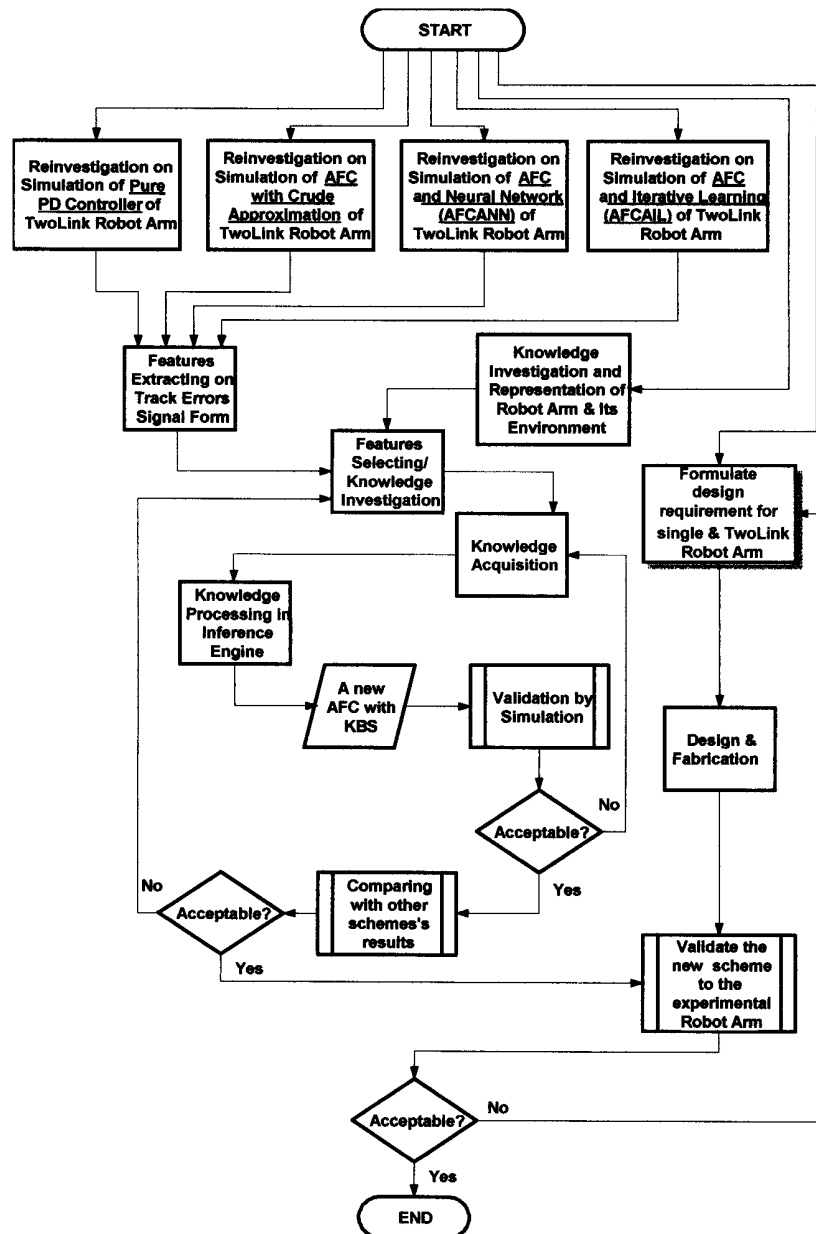 START
Reinvestigation on
Simulation of Pure
PD Controller of
TwoLink Robot Arm
Reinvestigation on
Simulation of AFC
with Crude
Approximation of
TwoLink Robot Arm
Reinvestigation on
Simulation of AFC
and Neural Network
(AFCANN) of
TwoLink Robot Arm
Reinvestigation on
Simulation of AFC
and Iterative Learning
(AFCAIL) of TwoLink
Robot Arm
Features
Extracting on
Track Errors
Signal Form
Knowledge
Investigation and
Representation of
Robot Arm & Its
Environment
Features
Selecting/
Knowledge
Investigation
Formulate
design
requirement for
single & TwoLink
Robot Arm
Knowledge
Acquisition
Knowledge
Processing in
Inference
Engine
A new
AFC with
KBS
Validation by
Simulation
Design &
Fabrication
No
Acceptable?
Yes
Comparing
with other
schemes's
results
No
Acceptable?
Yes
Validate the
new scheme
to the
experimental
Robot Arm
Acceptable?
No
Yes
END